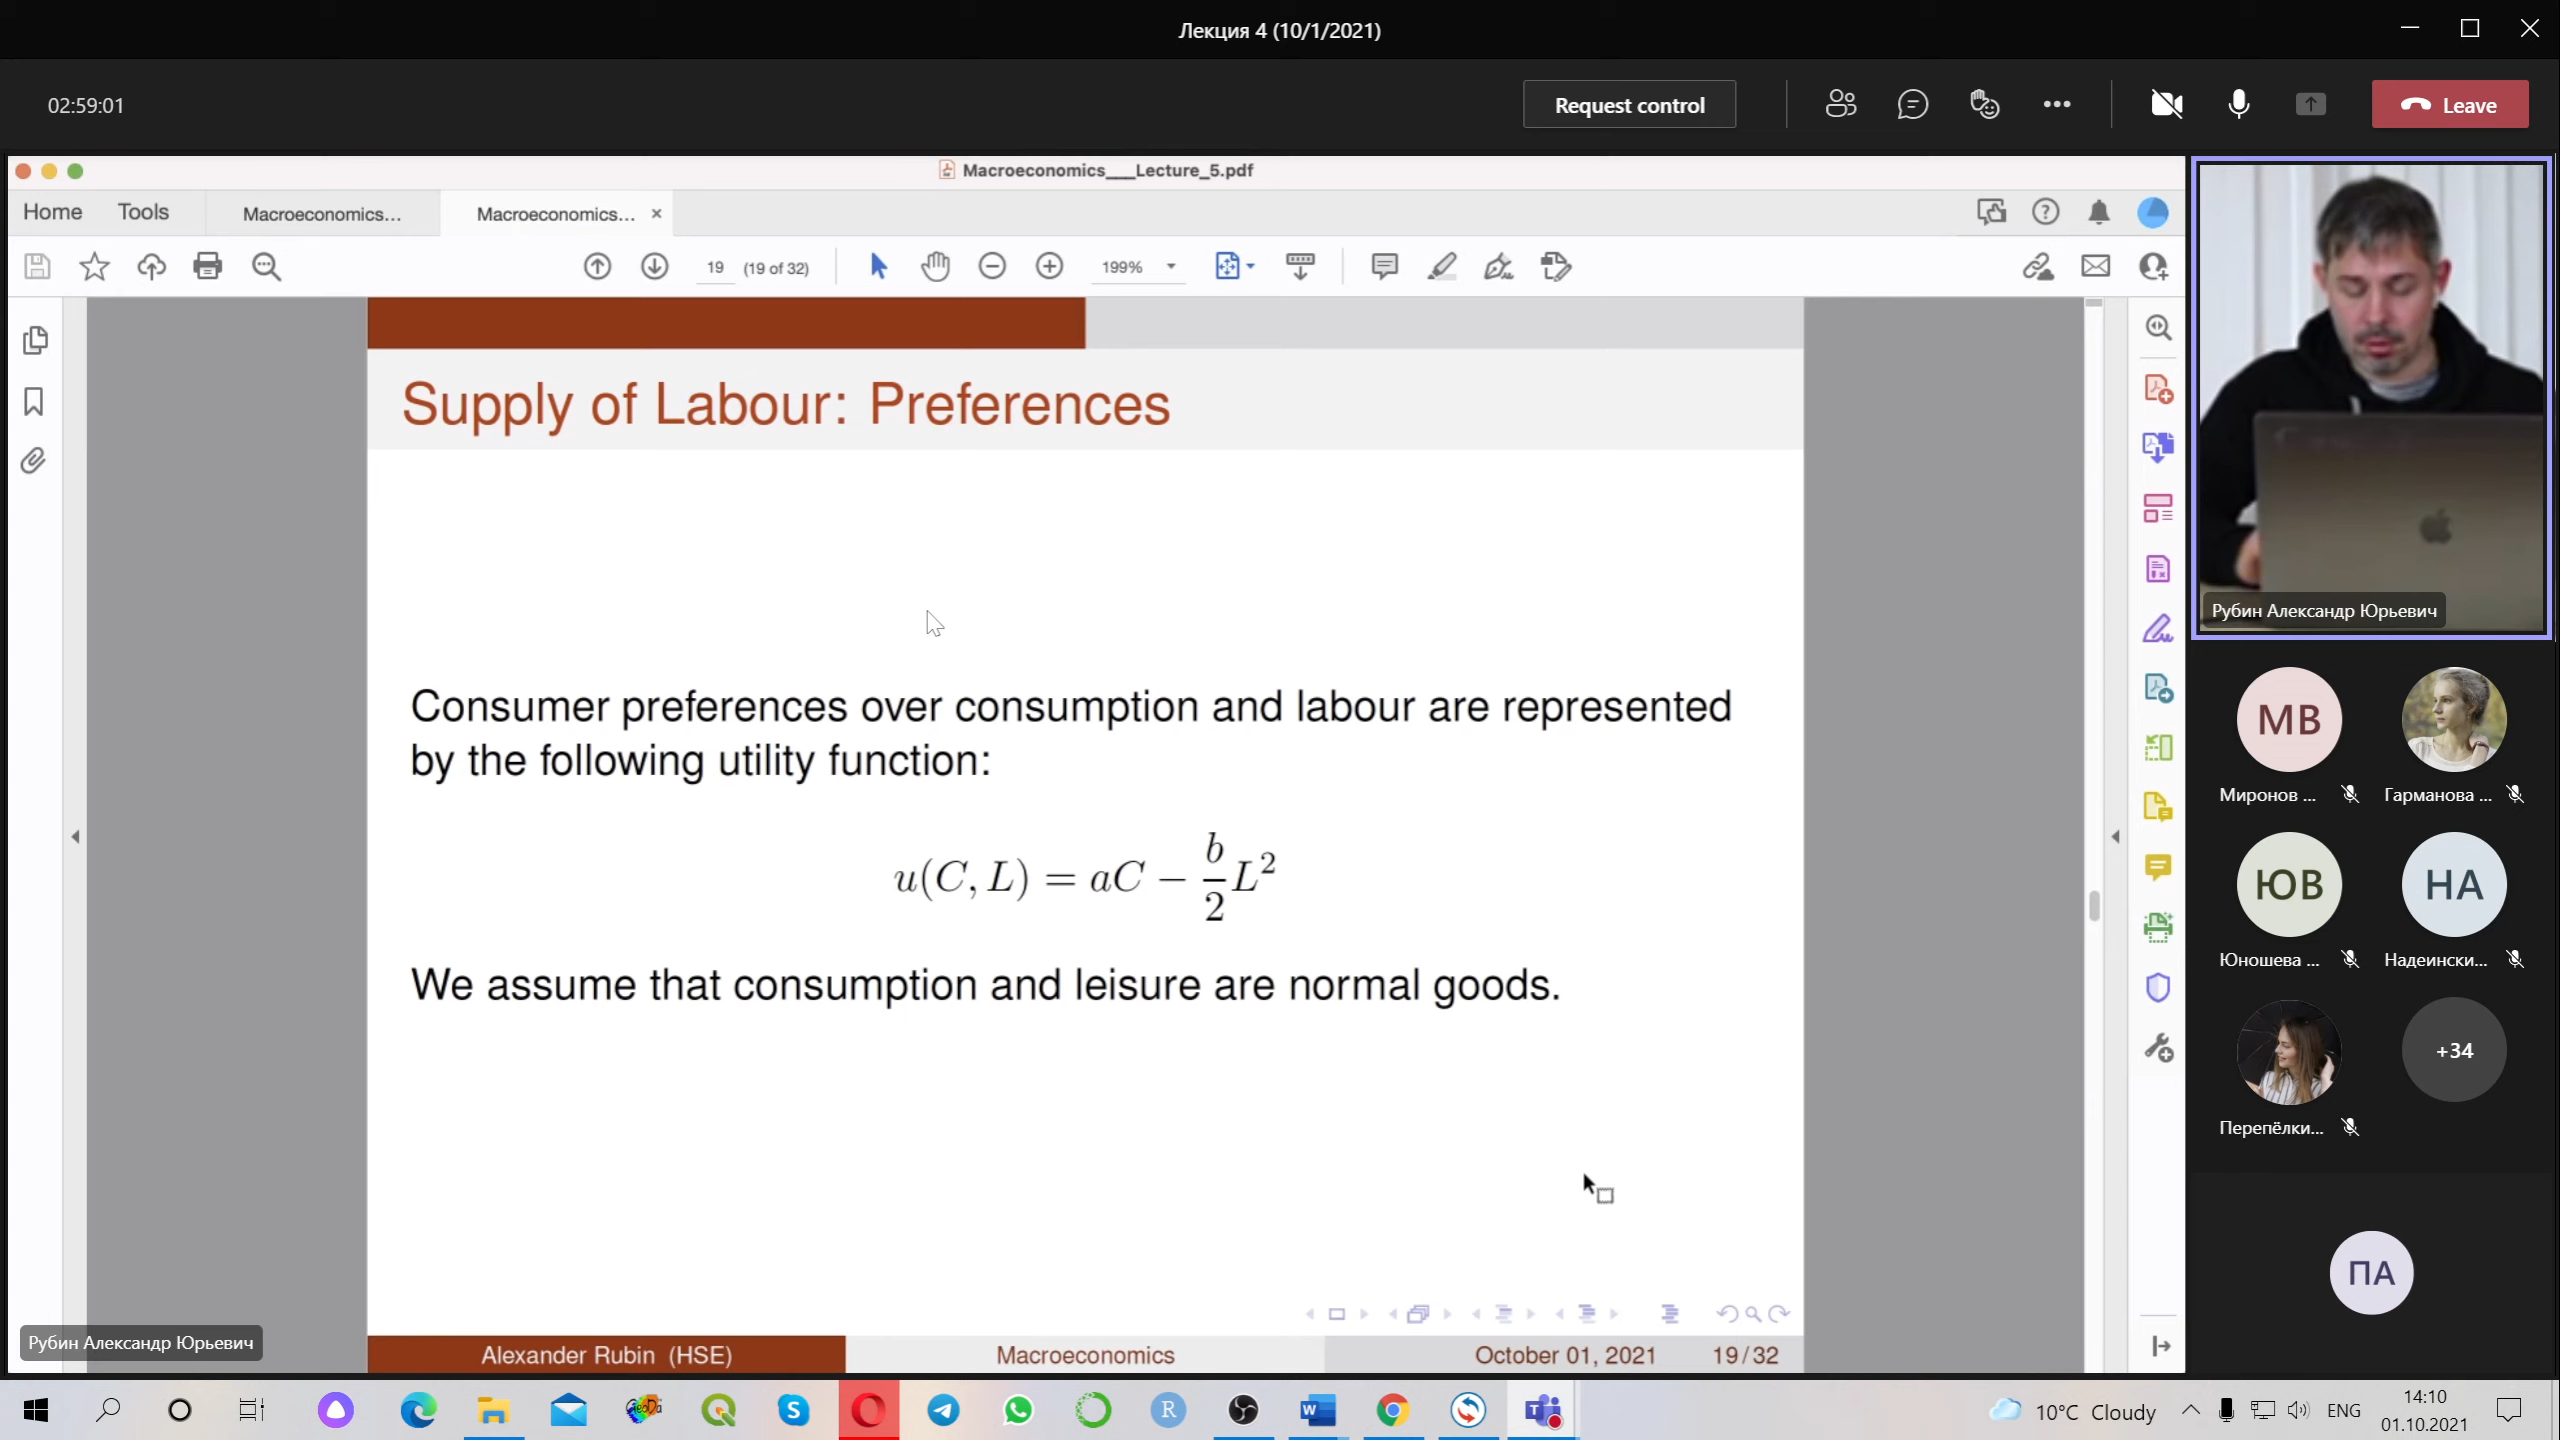 Лекция 4 (10/1/2021)
02:59:01
Request control
Leave
Macroeconomics___Lecture_5.pdf
Home
Tools
Macroeconomics...
Macroeconomics...
19
(19 of 32)
199%
Supply of Labour: Preferences
Consumer preferences over consumption and labour are represented
by the following utility function:
u(C, L) = aC − b/2 L²
We assume that consumption and leisure are normal goods.
Рубин Александр Юрьевич
Alexander Rubin (HSE)
Macroeconomics
October 01, 2021
19/32
Рубин Александр Юрьевич
МВ
Миронов ...
Гарманова ...
ЮВ
НА
Юношева ...
Надеински...
Перепёлки...
+34
ПА
GeoDa
R
10°C Cloudy
ENG
14:10
01.10.2021